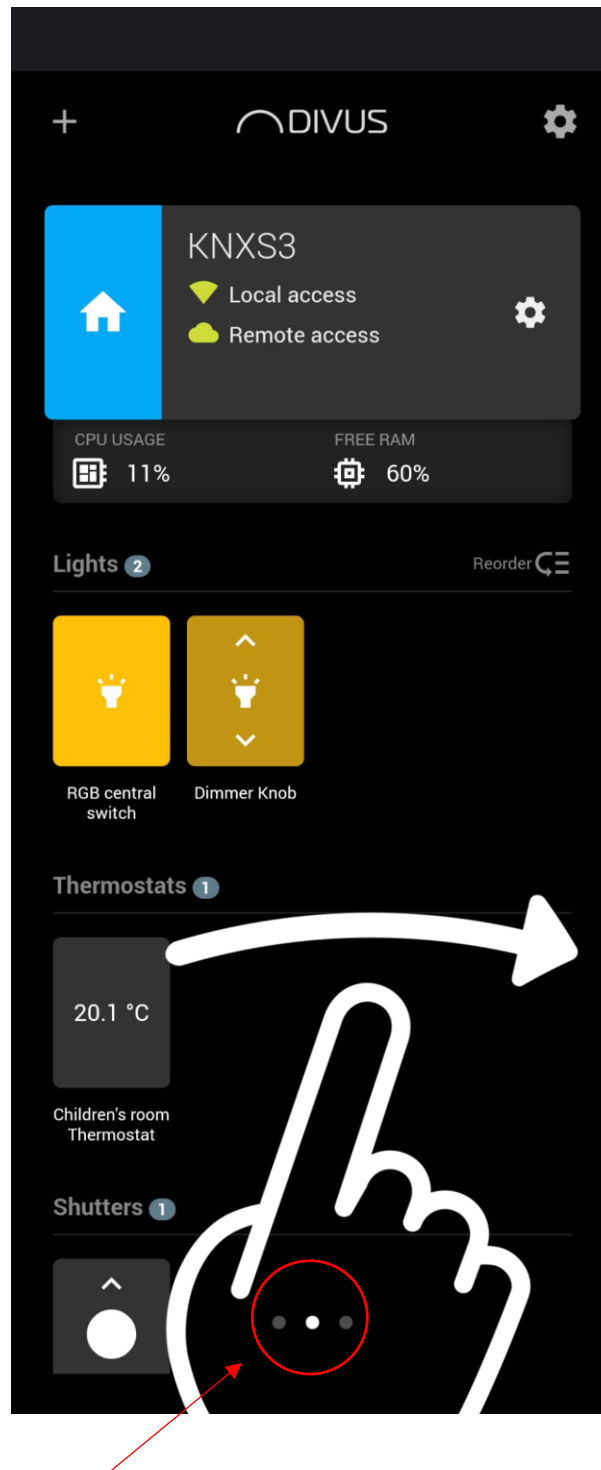 + DIVUS
KNXS3
Local access
Remote access
CPU USAGE FREE RAM
11% 60%
Lights 2 Reorder
RGB central Dimmer Knob
switch
Thermostats 1
20.1 °C
Children's room
Thermostat
Shutters 1